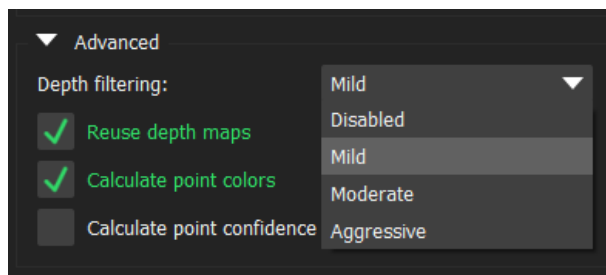 Advanced
Depth filtering: Mild
Disabled
Reuse depth maps
Mild
Calculate point colors
Moderate
Calculate point confidence Aggressive